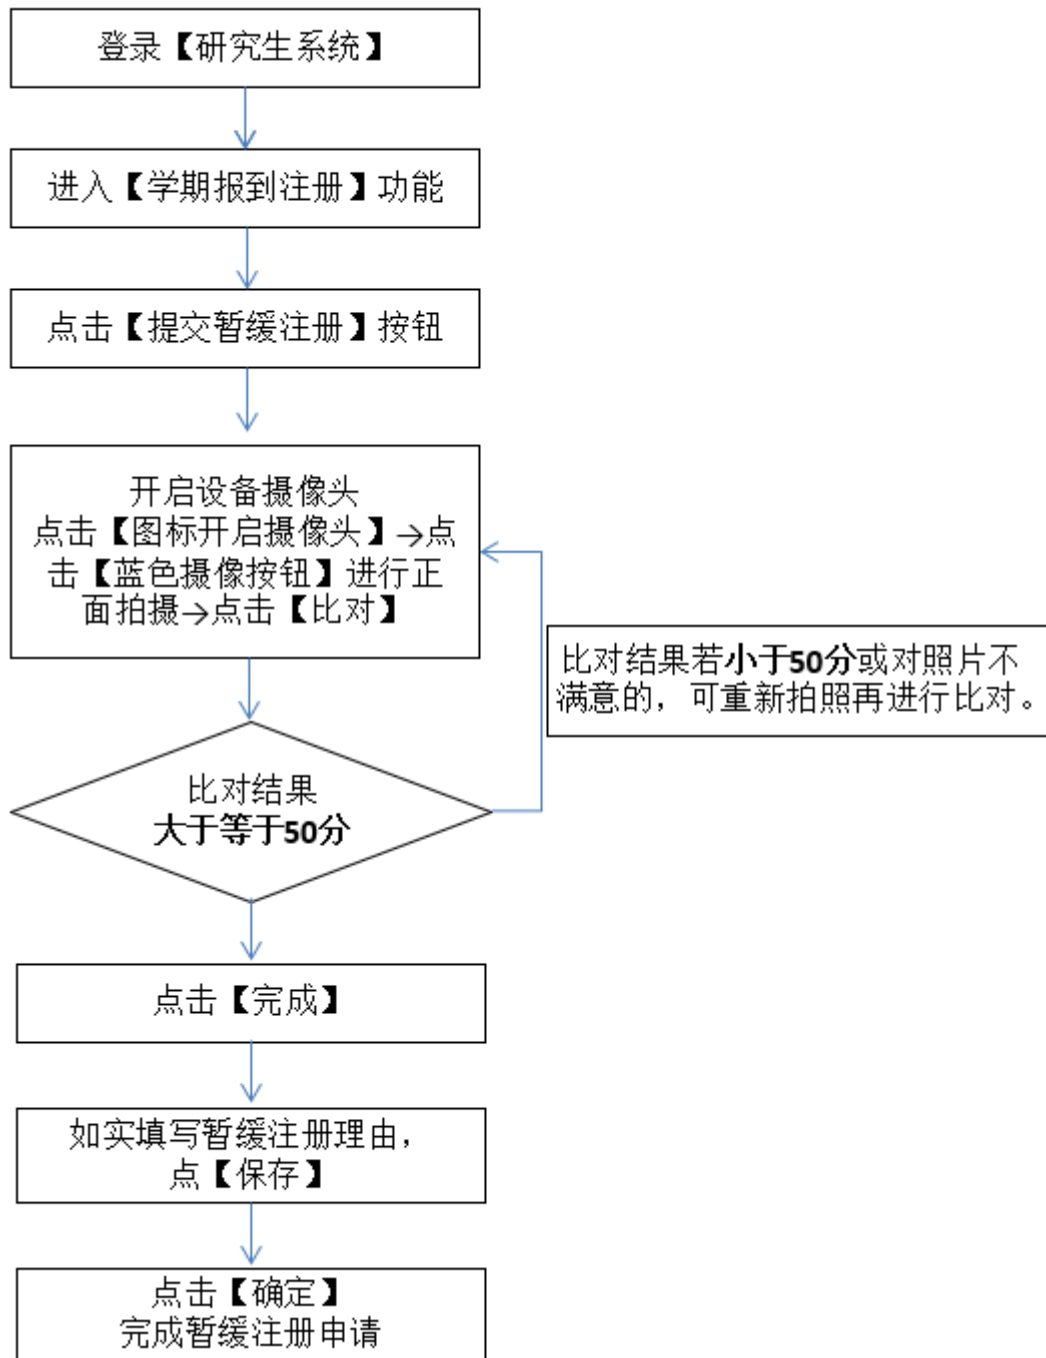 登录【研究生系统】
进入【学期报到注册】功能
点击【提交暂缓注册】按钮
开启设备摄像头
点击【图标开启摄像头】→点
击【蓝色摄像按钮】进行正
面拍摄→点击【比对】
比对结果若小于50分或对照片不
满意的，可重新拍照再进行比对。
比对结果
大于等于50分
点击【完成】
如实填写暂缓注册理由，
点【保存】
点击【确定】
完成暂缓注册申请